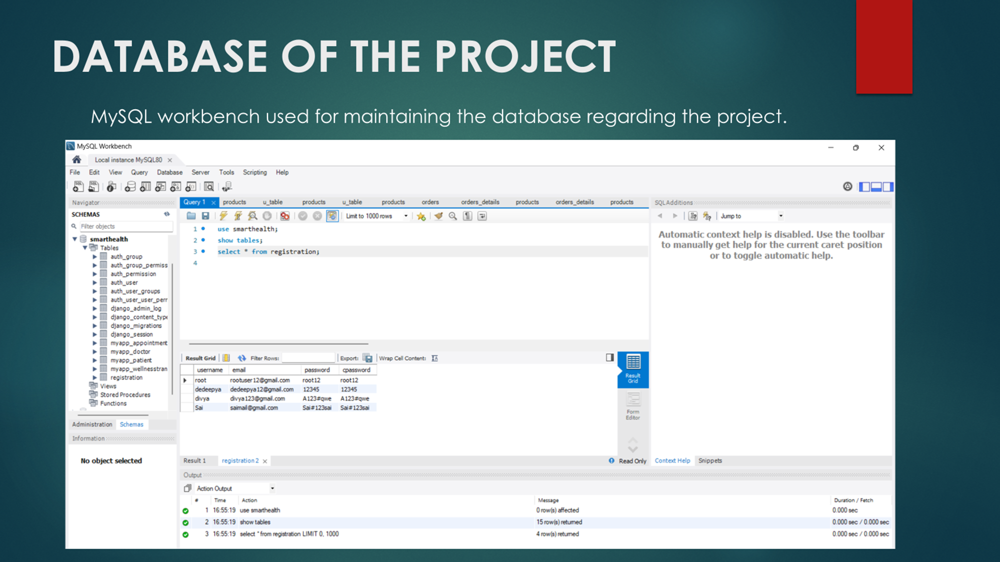 DATABASE OF THE PROJECT
MySQL workbench used for maintaining the database regarding the project.
MySQL Workbench
Local instance MySQL80
File Edit View Query Database Server Tools Scripting Help
Navigator
SCHEMAS
Filter objects
smarthealth
Tables
auth_group
auth_group_permiss
auth_permission
auth_user
auth_user_groups
auth_user_user_perr
django_admin_log
django_content_type
django_migrations
django_session
myapp_appointment
myapp_doctor
myapp_patient
myapp_wellnesstran
registration
Views
Stored Procedures
Functions
Administration Schemas
Information
No object selected
Query 1 products u_table products u_table products orders orders_details products orders_details products
Limit to 1000 rows
1 use smarthealth;
2 show tables;
3 select * from registration;
4
Result Grid Filter Rows: Export: Wrap Cell Content:
username email password cpassword
root rootuser12@gmail.com root12 root12
dedeepya dedeepya12@gmail.com 12345 12345
divya divya123@gmail.com A123#qwe A123#qwe
Sai saimail@gmail.com Sai#123sai Sai#123sai
Result
Grid
Form
Editor
Result 1 registration 2 Read Only
SQLAdditions
Jump to
Automatic context help is disabled. Use the toolbar
to manually get help for the current caret position
or to toggle automatic help.
Context Help Snippets
Output
Action Output
# Time Action Message Duration / Fetch
1 16:55:19 use smarthealth 0 row(s) affected 0.000 sec
2 16:55:19 show tables 15 row(s) returned 0.000 sec / 0.000 sec
3 16:55:19 select * from registration LIMIT 0, 1000 4 row(s) returned 0.000 sec / 0.000 sec